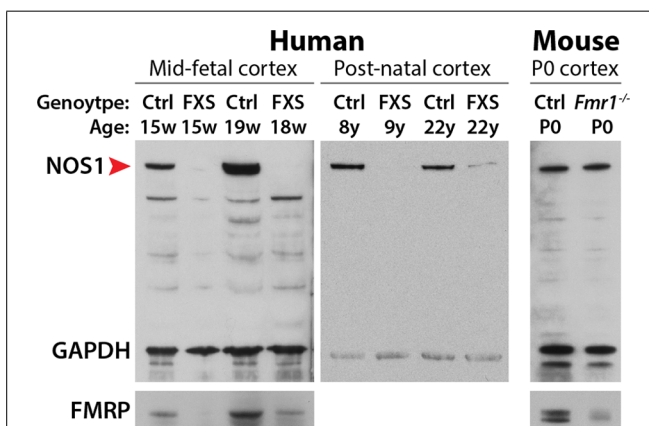 Human Mouse
Mid-fetal cortex Post-natal cortex P0 cortex
Genoytpe: Ctrl FXS Ctrl FXS Ctrl FXS Ctrl FXS Ctrl Fmr1-/-
Age: 15w 15w 19w 18w 8y 9y 22y 22y P0 P0
NOS1
GAPDH
FMRP